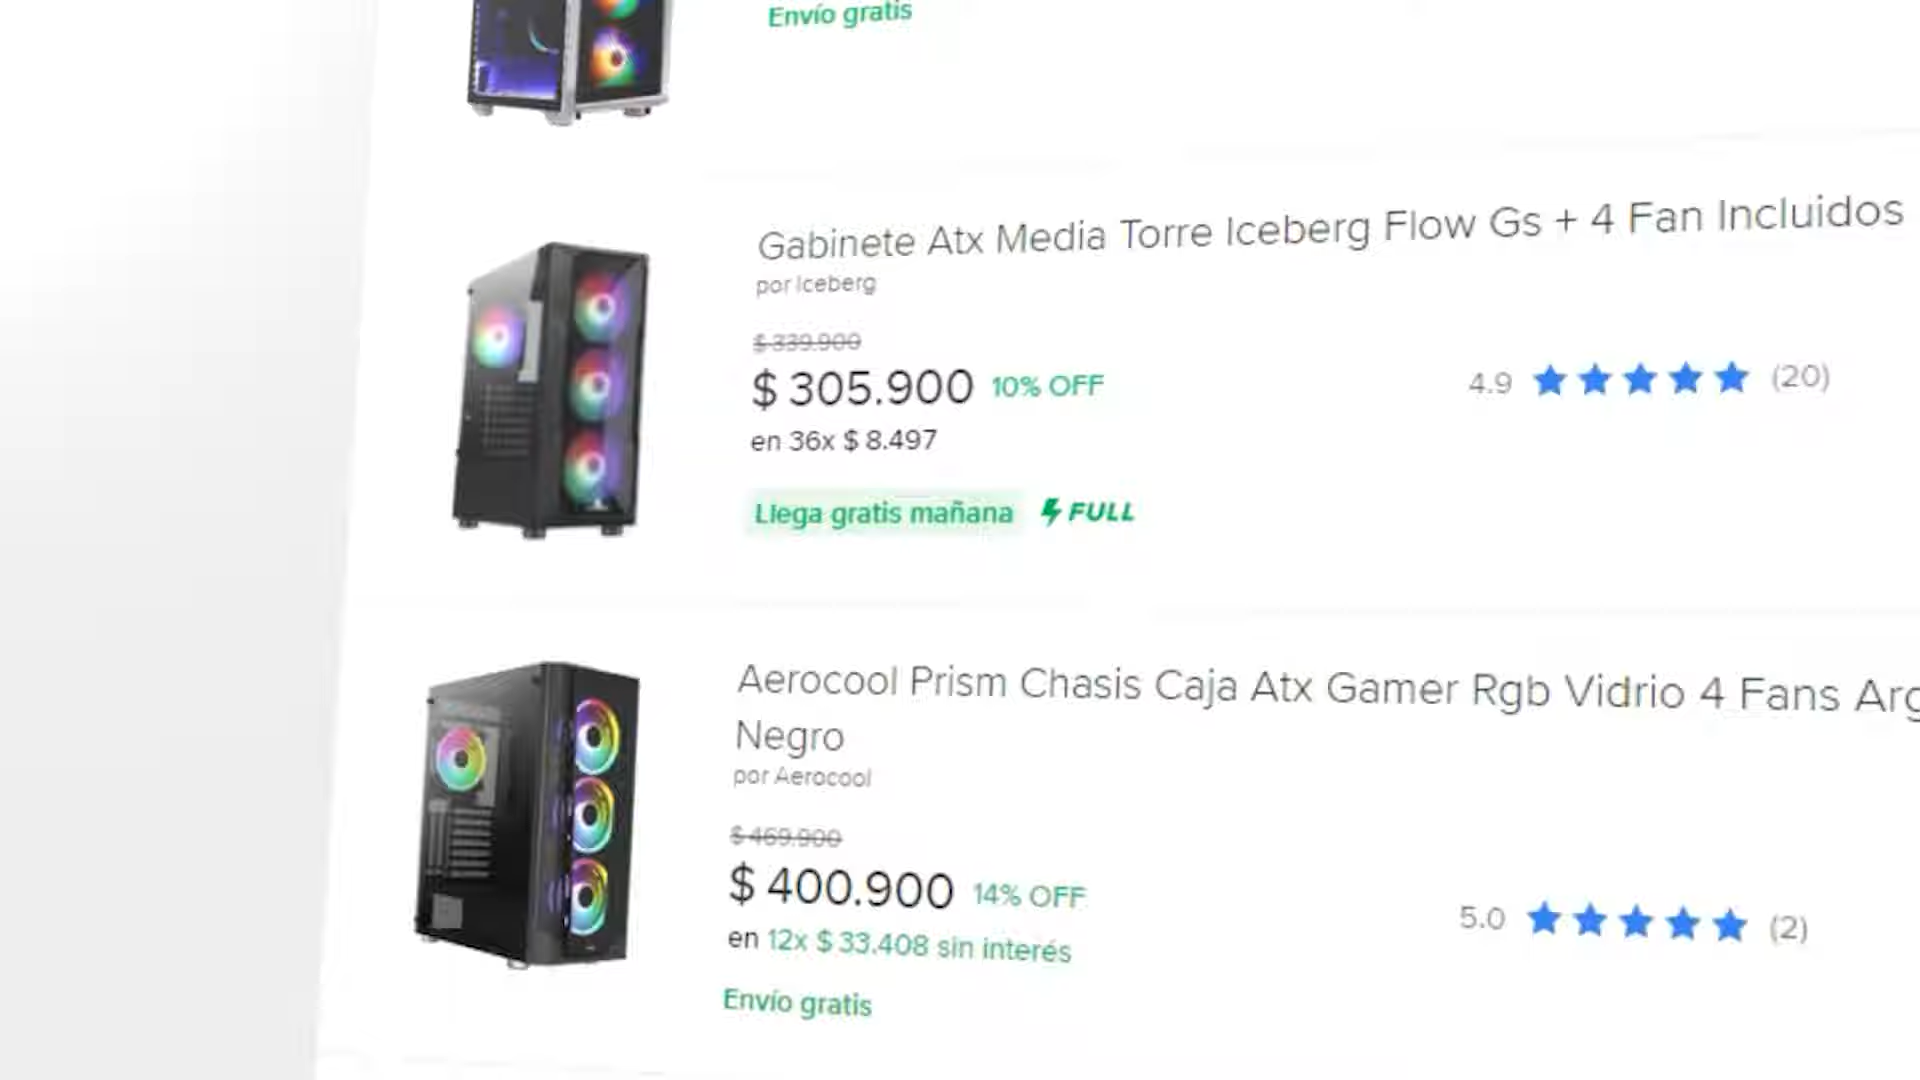 Envío gratis
Gabinete Atx Media Torre Iceberg Flow Gs + 4 Fan Incluidos
por Iceberg
$ 339.900
$ 305.900 10% OFF
4.9 (20)
en 36x $ 8.497
Llega gratis mañana FULL
Aerocool Prism Chasis Caja Atx Gamer Rgb Vidrio 4 Fans Arg
Negro
por Aerocool
$ 469.900
$ 400.900 14% OFF
5.0 (2)
en 12x $ 33.408 sin interés
Envío gratis